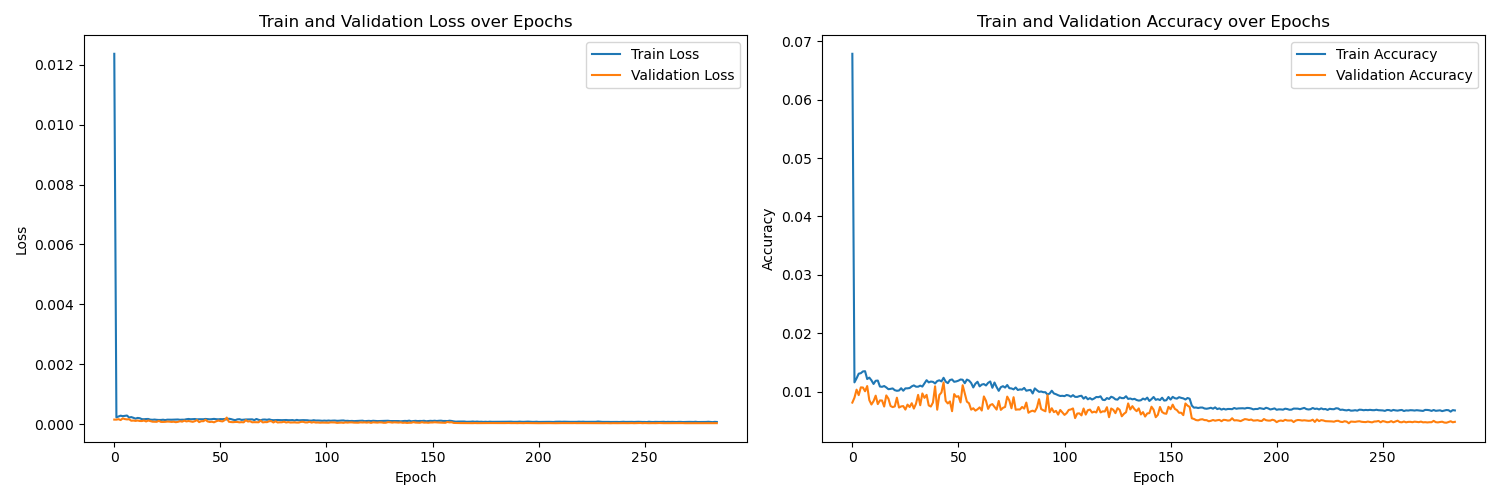 Train and Validation Loss over Epochs
Train Loss
Validation Loss
0.012
0.010
0.008
0.006
0.004
0.002
0.000
Loss
0
50
100
150
200
250
Epoch
Train and Validation Accuracy over Epochs
Train Accuracy
Validation Accuracy
0.07
0.06
0.05
0.04
0.03
0.02
0.01
Accuracy
0
50
100
150
200
250
Epoch